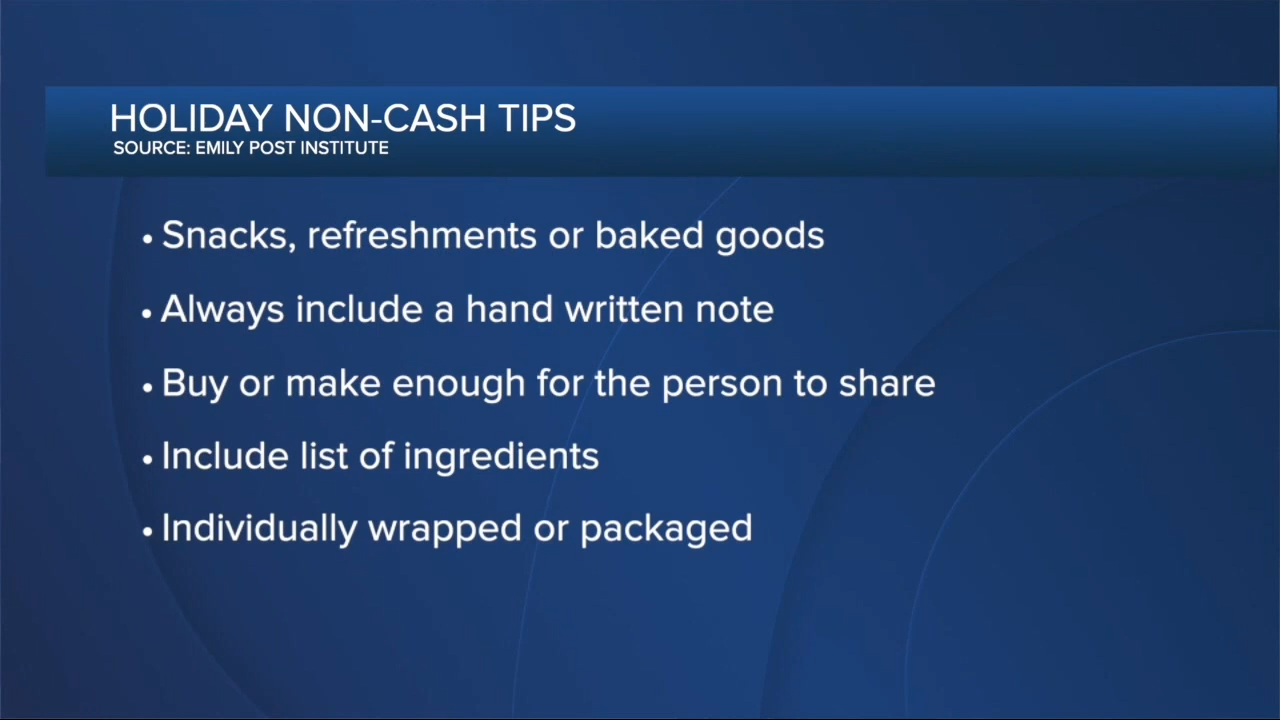 HOLIDAY NON-CASH TIPS
SOURCE: EMILY POST INSTITUTE
• Snacks, refreshments or baked goods
• Always include a hand written note
• Buy or make enough for the person to share
• Include list of ingredients
• Individually wrapped or packaged